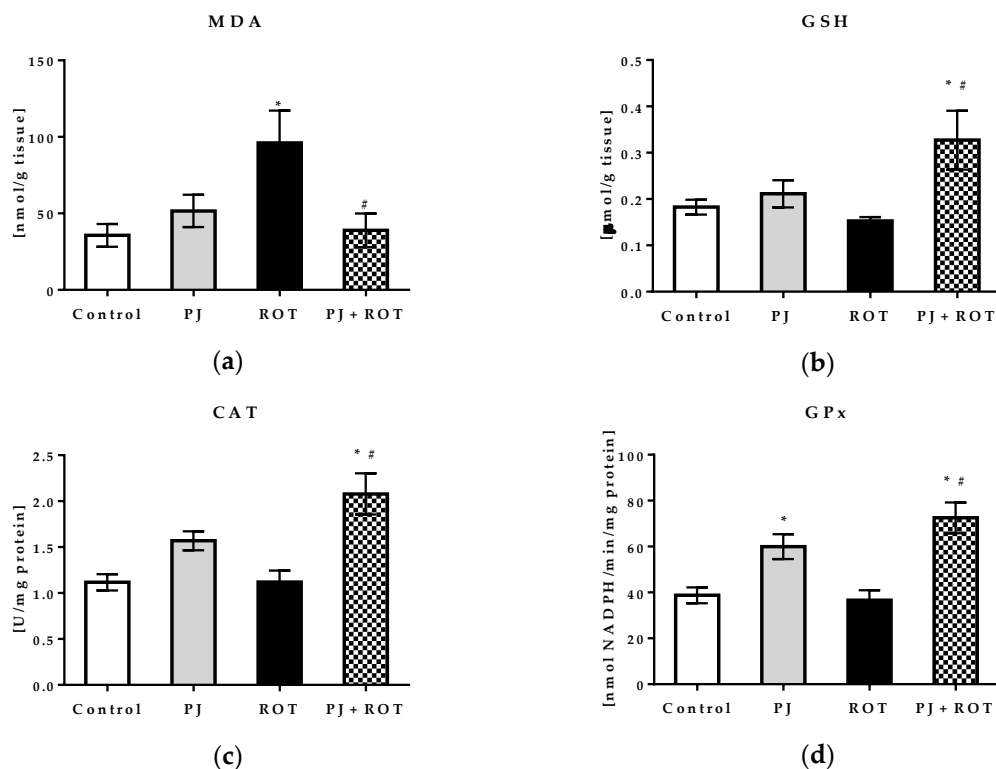 MDA
[nmol/g tissue]
150
100
50
0
*
#
Control PJ ROT PJ + ROT
(a)
GSH
mol/g tissue]
0.5
0.4
0.3
0.2
0.1
0.0
* #
Control PJ ROT PJ + ROT
(b)
CAT
[U/mg protein]
2.5
2.0
1.5
1.0
0.5
0.0
* #
Control PJ ROT PJ + ROT
(c)
GPx
[nmol NADPH/min/mg protein]
100
80
60
40
20
0
*
* #
Control PJ ROT PJ + ROT
(d)